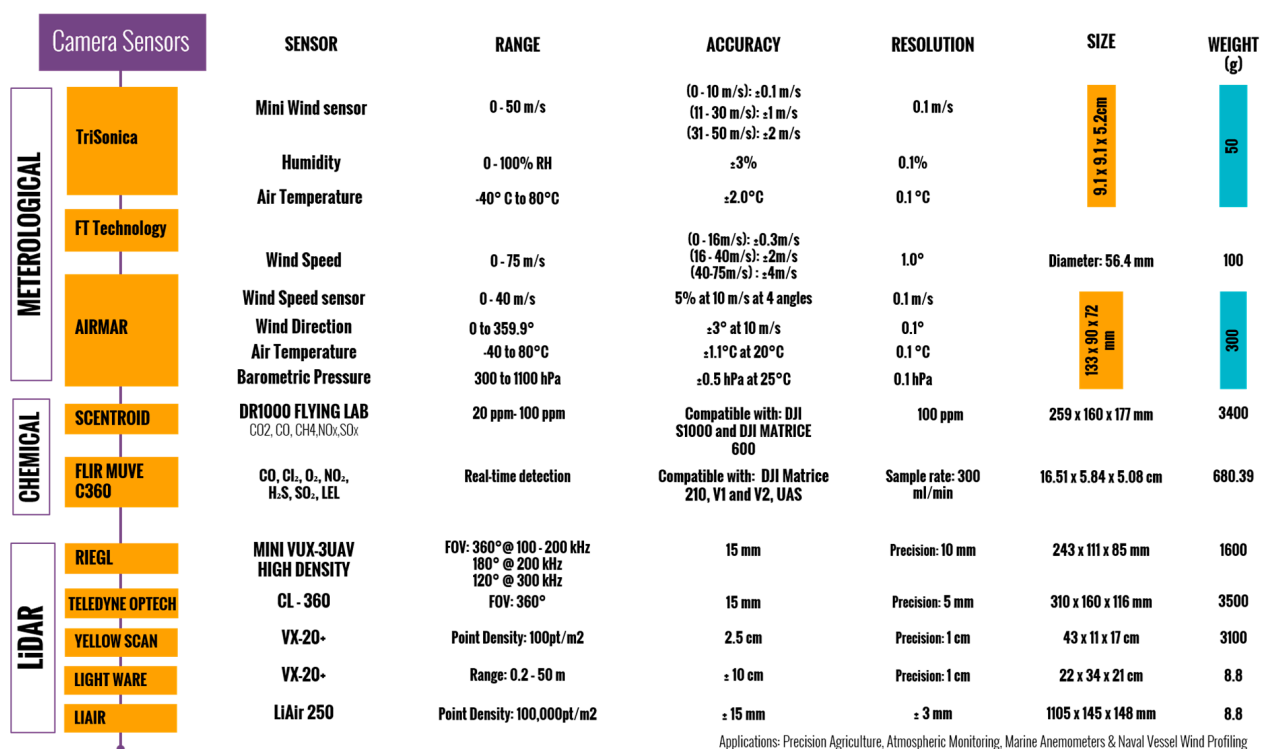 Camera Sensors SENSOR RANGE ACCURACY RESOLUTION SIZE WEIGHT
(g)
METEROLOGICAL
TriSonica
Mini Wind sensor 0 - 50 m/s (0 - 10 m/s): ±0.1 m/s
(11 - 30 m/s): ±1 m/s
(31 - 50 m/s): ±2 m/s
0.1 m/s
Humidity 0 - 100% RH ±3% 0.1%
Air Temperature -40° C to 80°C ±2.0°C 0.1 °C
9.1 x 9.1 x 5.2cm
50
FT Technology
Wind Speed 0 - 75 m/s (0 - 16m/s): ±0.3m/s
(16 - 40m/s): ±2m/s
(40-75m/s) : ±4m/s
1.0° Diameter: 56.4 mm 100
AIRMAR
Wind Speed sensor 0 - 40 m/s 5% at 10 m/s at 4 angles 0.1 m/s
Wind Direction 0 to 359.9° ±3° at 10 m/s 0.1°
Air Temperature -40 to 80°C ±1.1°C at 20°C 0.1 °C
Barometric Pressure 300 to 1100 hPa ±0.5 hPa at 25°C 0.1 hPa
133 x 90 x 72
mm
300
CHEMICAL
SCENTROID
DR1000 FLYING LAB
CO2, CO, CH4,NOx,SOx
20 ppm- 100 ppm
Compatible with: DJI
S1000 and DJI MATRICE
600
100 ppm 259 x 160 x 177 mm 3400
FLIR MUVE
C360
CO, Cl₂, O₂, NO₂,
H₂S, SO₂, LEL
Real-time detection
Compatible with: DJI Matrice
210, V1 and V2, UAS
Sample rate: 300
ml/min
16.51 x 5.84 x 5.08 cm 680.39
LiDAR
RIEGL
MINI VUX-3UAV
HIGH DENSITY
FOV: 360°@ 100 - 200 kHz
180° @ 200 kHz
120° @ 300 kHz
15 mm Precision: 10 mm 243 x 111 x 85 mm 1600
TELEDYNE OPTECH CL - 360 FOV: 360° 15 mm Precision: 5 mm 310 x 160 x 116 mm 3500
YELLOW SCAN VX-20+ Point Density: 100pt/m2 2.5 cm Precision: 1 cm 43 x 11 x 17 cm 3100
LIGHT WARE VX-20+ Range: 0.2 - 50 m ± 10 cm Precision: 1 cm 22 x 34 x 21 cm 8.8
LIAIR LiAir 250 Point Density: 100,000pt/m2 ± 15 mm ± 3 mm 1105 x 145 x 148 mm 8.8
Applications: Precision Agriculture, Atmospheric Monitoring, Marine Anemometers & Naval Vessel Wind Profiling